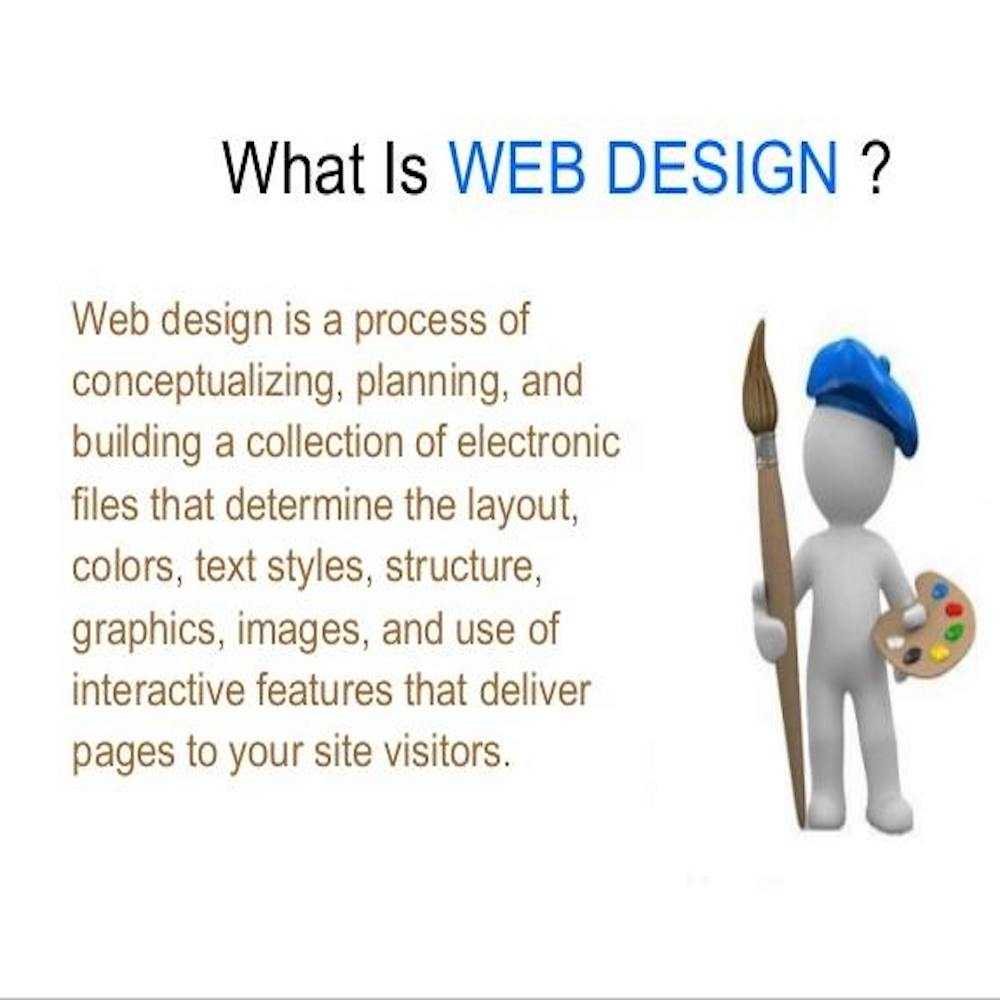 What Is WEB DESIGN ?
Web design is a process of
conceptualizing, planning, and
building a collection of electronic
files that determine the layout,
colors, text styles, structure,
graphics, images, and use of
interactive features that deliver
pages to your site visitors.